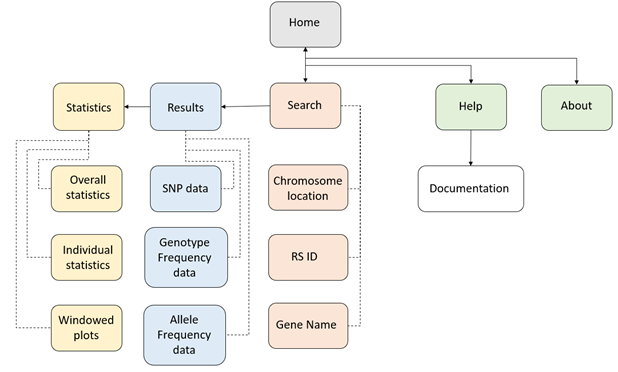 Home
Statistics
Results
Search
Help
About
Overall
statistics
SNP data
Chromosome
location
Documentation
Individual
statistics
Genotype
Frequency
data
RS ID
Windowed
plots
Allele
Frequency
data
Gene Name